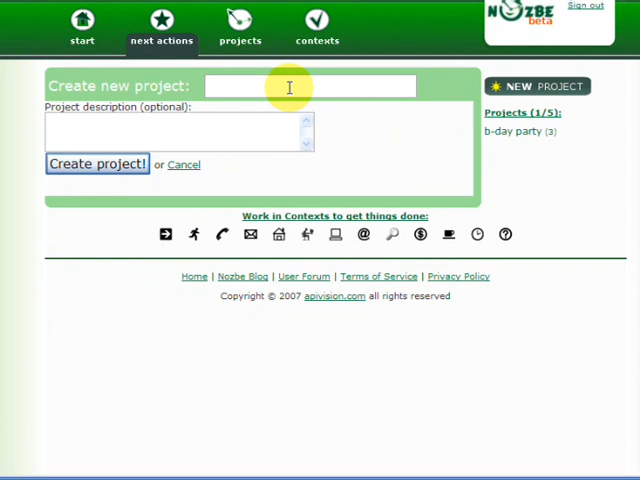 start
next actions
projects
contexts
NOZBE
beta
Sign out
Create new project:
Project description (optional):
Create project! or Cancel
NEW PROJECT
Projects (1/5):
b-day party (3)
Work in Contexts to get things done:
Home | Nozbe Blog | User Forum | Terms of Service | Privacy Policy
Copyright © 2007 apivision.com all rights reserved